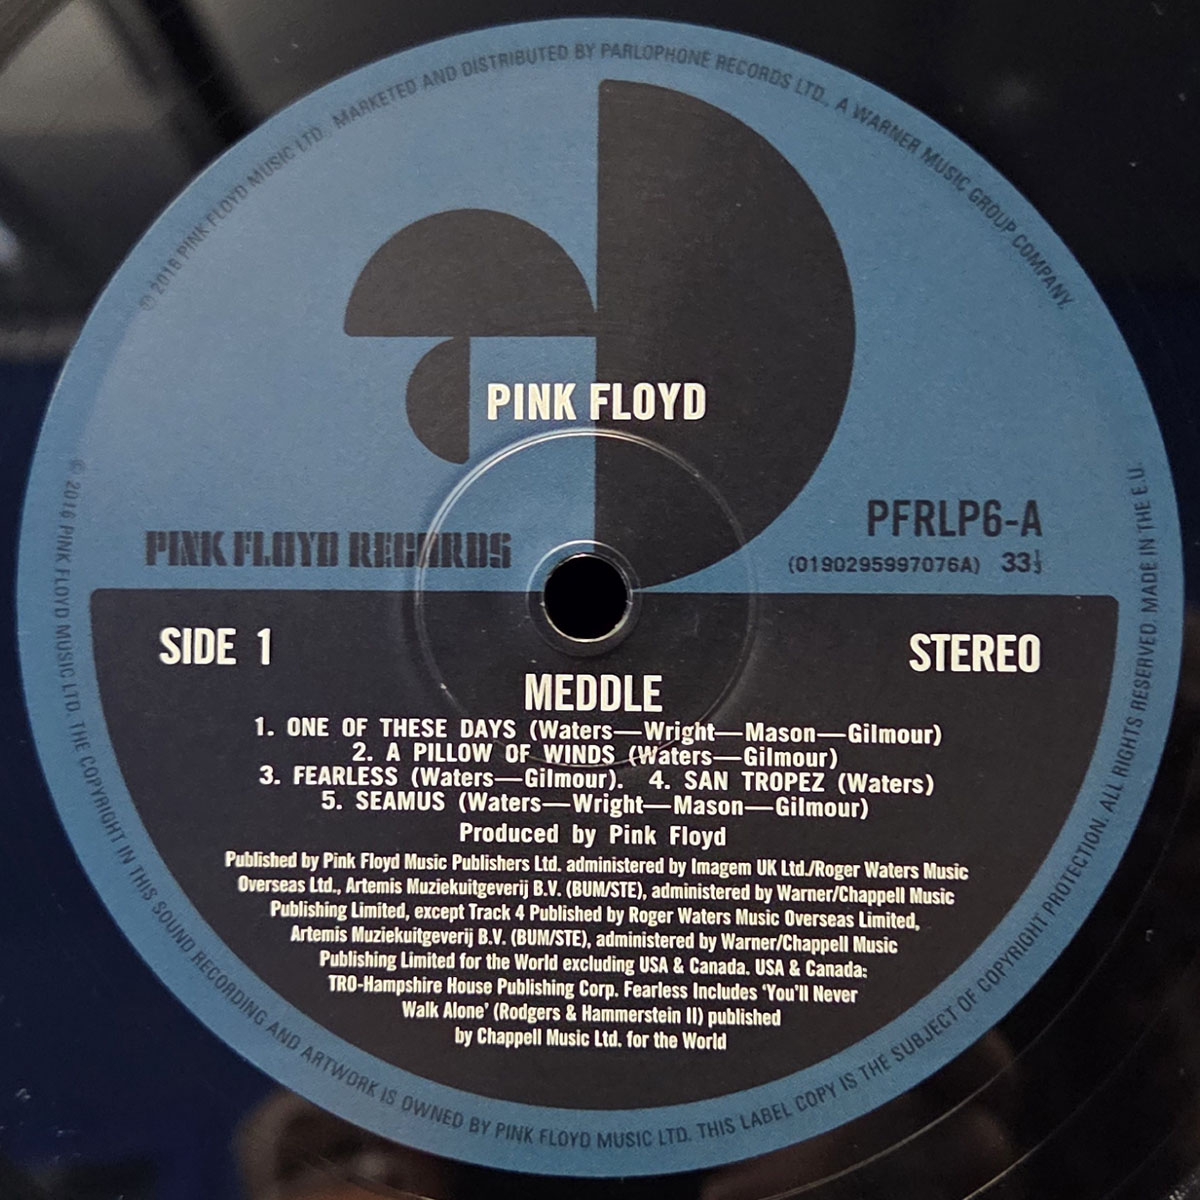 ℗ 2016 PINK FLOYD MUSIC LTD. MARKETED AND DISTRIBUTED BY PARLOPHONE RECORDS LTD., A WARNER MUSIC GROUP COMPANY.
PINK FLOYD
PINK FLOYD RECORDS
PFRLP6-A
(0190295997076A) 33⅓
SIDE 1
STEREO
MEDDLE
1. ONE OF THESE DAYS (Waters—Wright—Mason—Gilmour)
2. A PILLOW OF WINDS (Waters—Gilmour)
3. FEARLESS (Waters—Gilmour). 4. SAN TROPEZ (Waters)
5. SEAMUS (Waters—Wright—Mason—Gilmour)
Produced by Pink Floyd
Published by Pink Floyd Music Publishers Ltd. administered by Imagem UK Ltd./Roger Waters Music
Overseas Ltd., Artemis Muziekuitgeverij B.V. (BUM/STE), administered by Warner/Chappell Music
Publishing Limited, except Track 4 Published by Roger Waters Music Overseas Limited,
Artemis Muziekuitgeverij B.V. (BUM/STE), administered by Warner/Chappell Music
Publishing Limited for the World excluding USA & Canada. USA & Canada:
TRO-Hampshire House Publishing Corp. Fearless Includes ‘You’ll Never
Walk Alone’ (Rodgers & Hammerstein II) published
by Chappell Music Ltd. for the World
© 2016 PINK FLOYD MUSIC LTD. THE COPYRIGHT IN THIS SOUND RECORDING AND ARTWORK IS OWNED BY PINK FLOYD MUSIC LTD. THIS LABEL COPY IS THE SUBJECT OF COPYRIGHT PROTECTION. ALL RIGHTS RESERVED. MADE IN THE E.U.